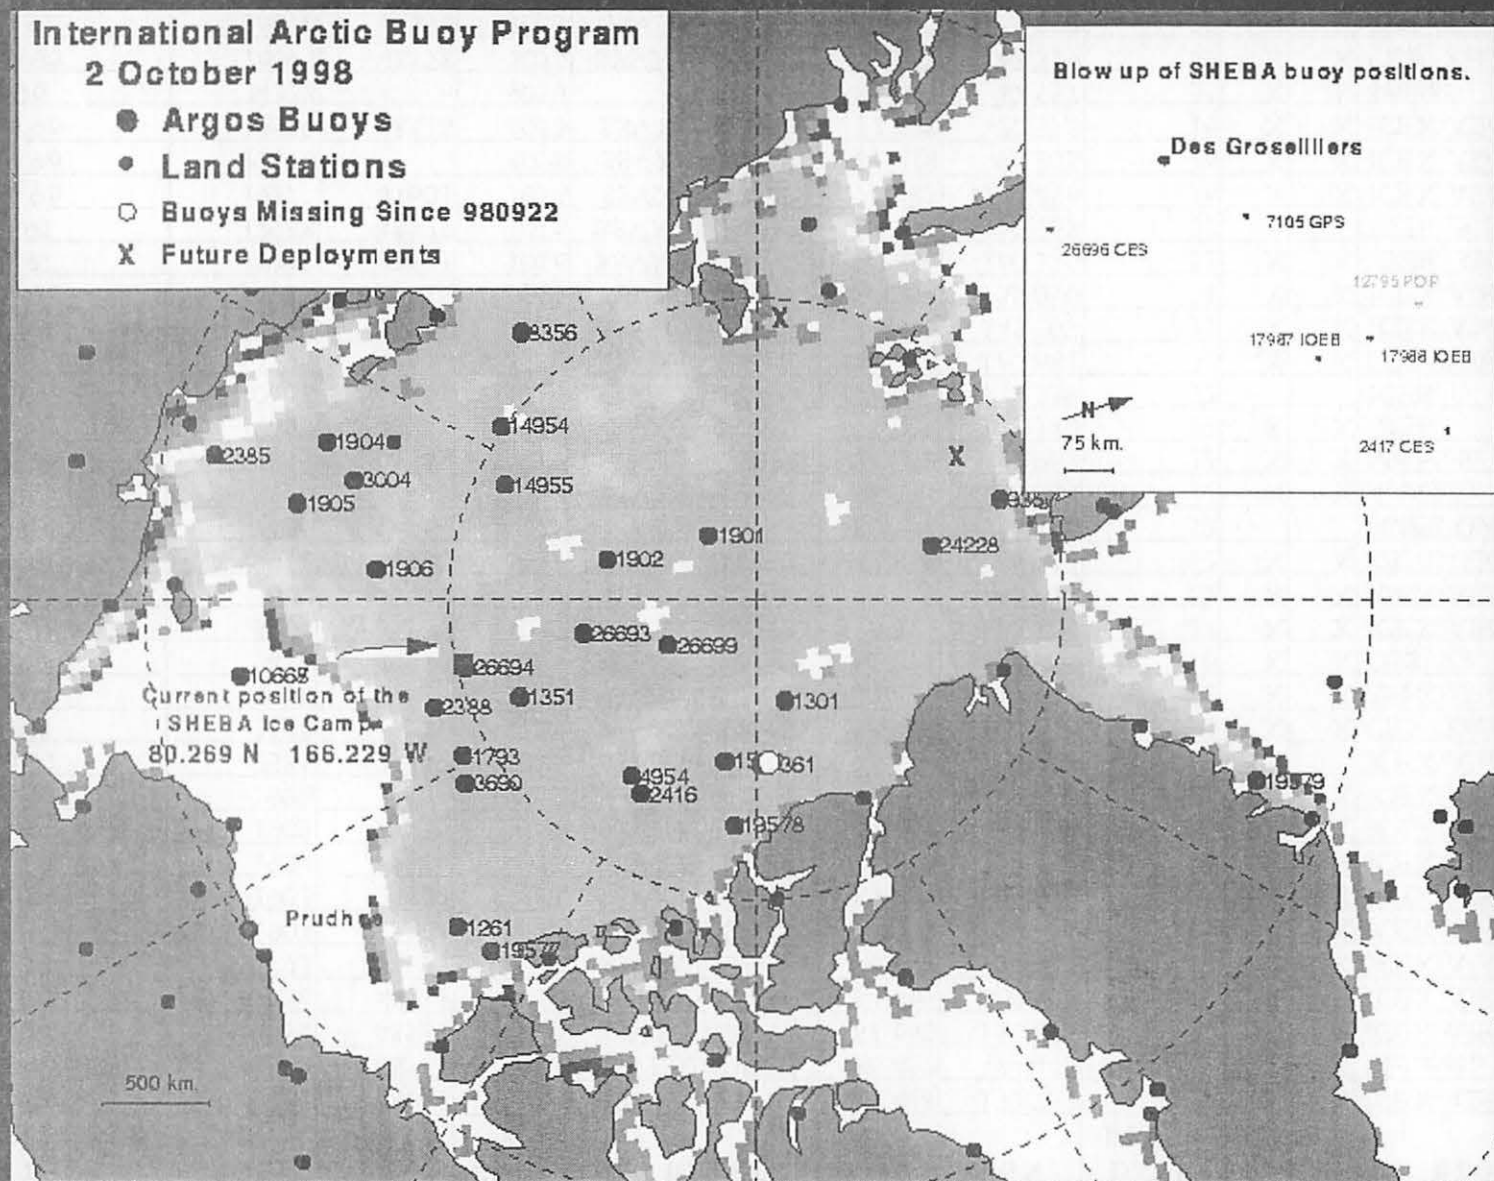 International Arctic Buoy Program
2 October 1998
Argos Buoys
Land Stations
Buoys Missing Since 980922
X Future Deployments
Blow up of SHEBA buoy positions.
Des Grosellliers
7105 GPS
26696 CES
12795 POP
17987 IOEB
17988 IOEB
N
75 km.
2417 CES
X
8356
14954
1904
2385
3004
14955
1905
X
1901
24228
1902
1906
26693
26699
26694
Current position of the
SHEBA Ice Camp
80.269 N 166.229 W
2388
1351
1301
1793
3690
4954
2416
361
19578
19379
Prudhoe
1261
19577
500 km.